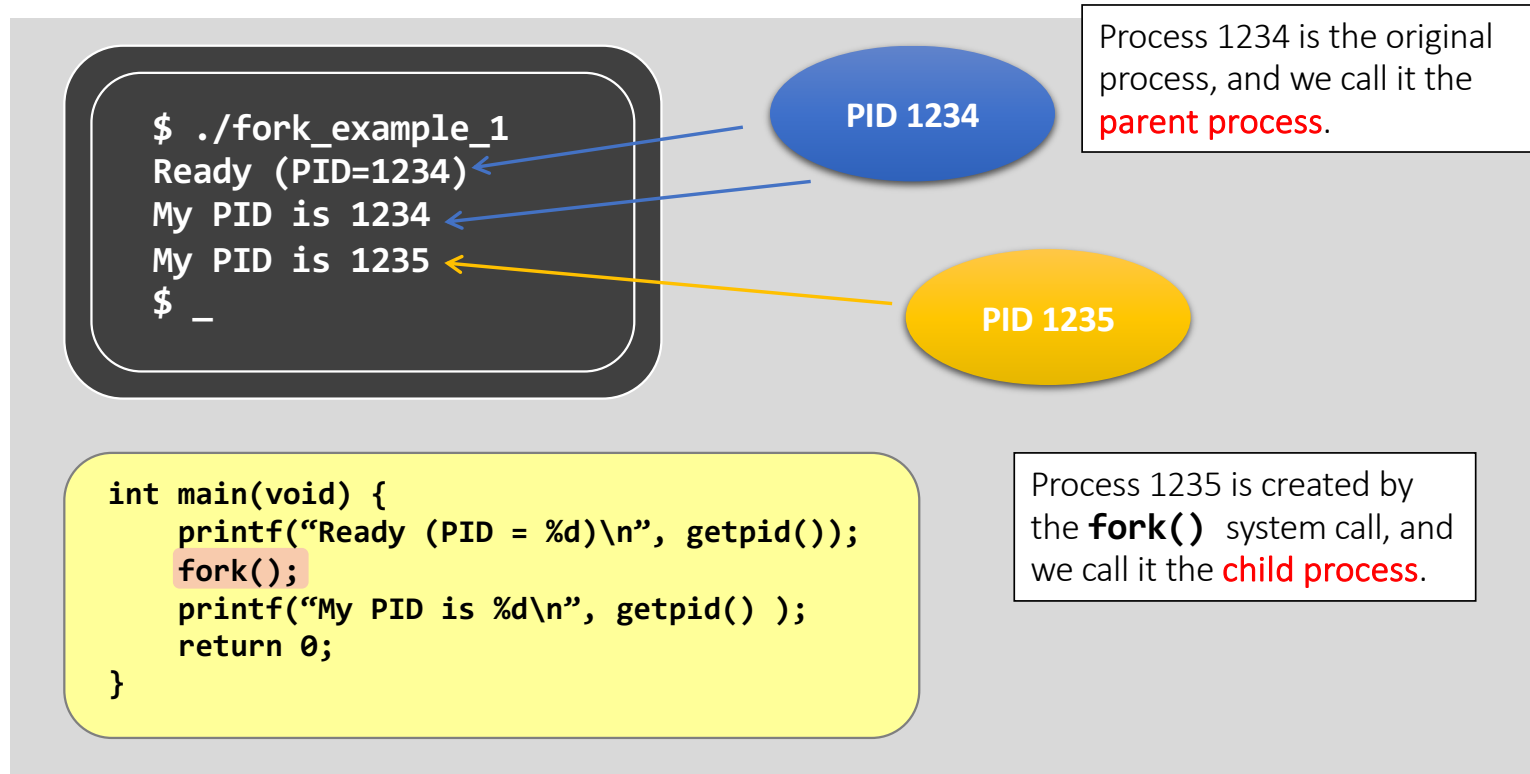 $ ./fork_example_1
Ready (PID=1234)
My PID is 1234
My PID is 1235
$ _
PID 1234
Process 1234 is the original
process, and we call it the
parent process.
PID 1235
int main(void) {
    printf(“Ready (PID = %d)\n”, getpid());
    fork();
    printf(“My PID is %d\n”, getpid() );
    return 0;
}
Process 1235 is created by
the fork() system call, and
we call it the child process.